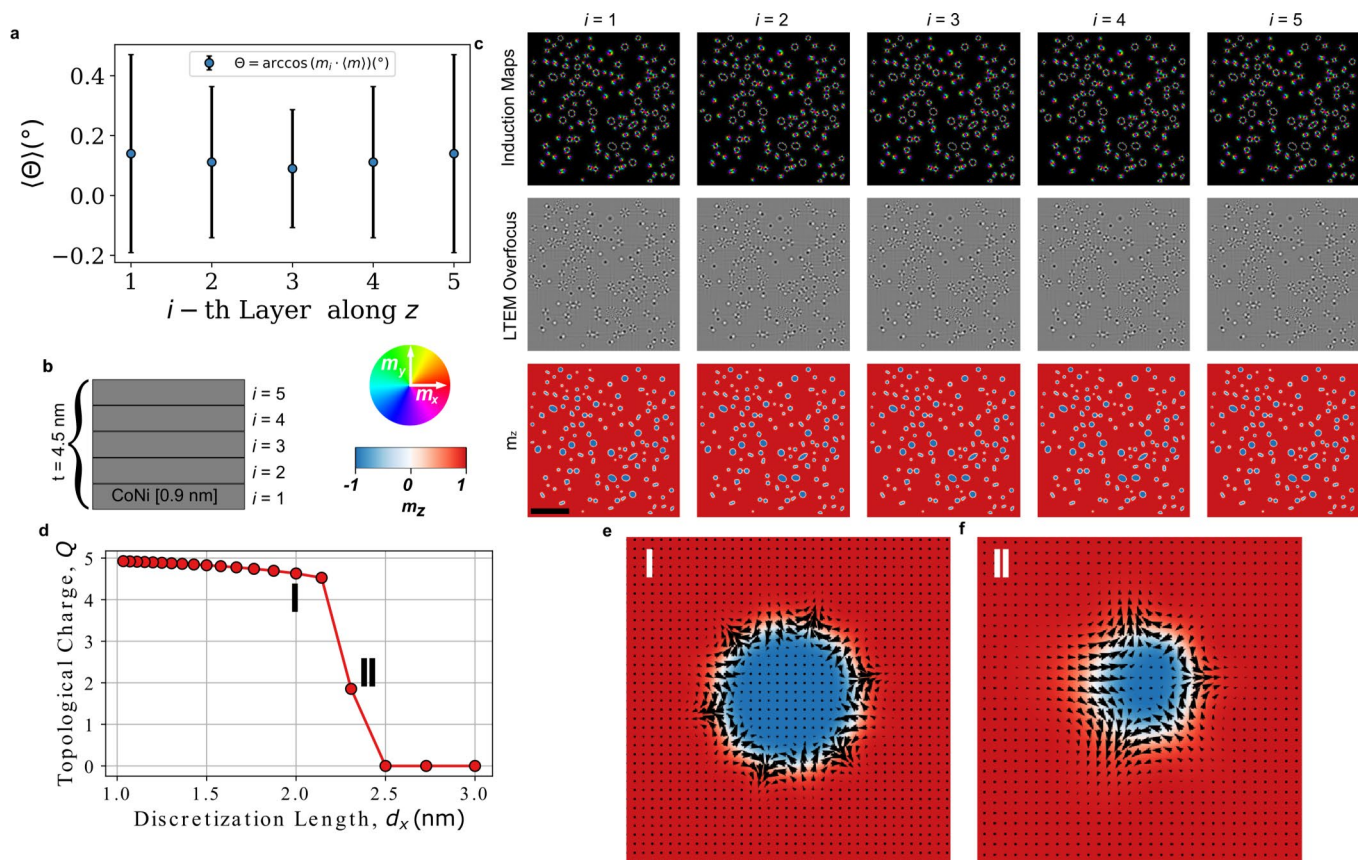 a
0.4
0.2
0.0
−0.2
⟨Θ⟩(°)
Θ = arccos (mᵢ · ⟨m⟩)(°)
1 2 3 4 5
i − th Layer along z
b
t = 4.5 nm
i = 5
i = 4
i = 3
i = 2
i = 1
CoNi [0.9 nm]
m_y
m_x
-1 0 1
m_z
c
i = 1 i = 2 i = 3 i = 4 i = 5
Induction Maps
LTEM Overfocus
m_z
d
5
4
3
2
1
0
Topological Charge, Q
I
II
1.0 1.5 2.0 2.5 3.0
Discretization Length, d_x (nm)
e
I
f
II